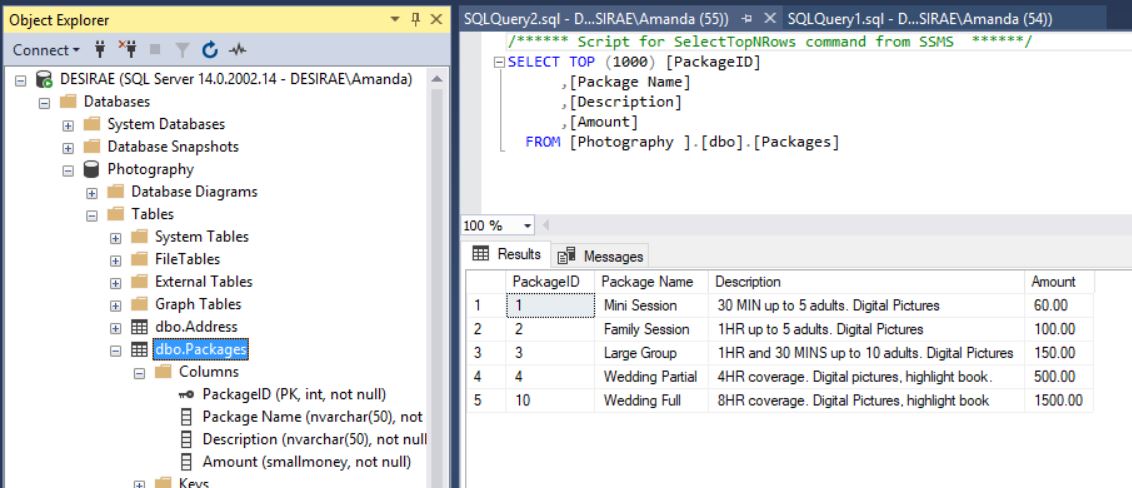 Object Explorer
Connect
DESIRAE (SQL Server 14.0.2002.14 - DESIRAE\Amanda)
Databases
System Databases
Database Snapshots
Photography
Database Diagrams
Tables
System Tables
FileTables
External Tables
Graph Tables
dbo.Address
dbo.Packages
Columns
PackageID (PK, int, not null)
Package Name (nvarchar(50), not
Description (nvarchar(50), not null
Amount (smallmoney, not null)
Keys
SQLQuery2.sql - D...SIRAE\Amanda (55)) SQLQuery1.sql - D...SIRAE\Amanda (54))
/****** Script for SelectTopNRows command from SSMS ******/
SELECT TOP (1000) [PackageID]
,[Package Name]
,[Description]
,[Amount]
FROM [Photography ].[dbo].[Packages]
100 %
Results Messages
PackageID Package Name Description Amount
1 1 Mini Session 30 MIN up to 5 adults. Digital Pictures 60.00
2 2 Family Session 1HR up to 5 adults. Digital Pictures 100.00
3 3 Large Group 1HR and 30 MINS up to 10 adults. Digital Pictures 150.00
4 4 Wedding Partial 4HR coverage. Digital pictures, highlight book. 500.00
5 10 Wedding Full 8HR coverage. Digital Pictures, highlight book 1500.00